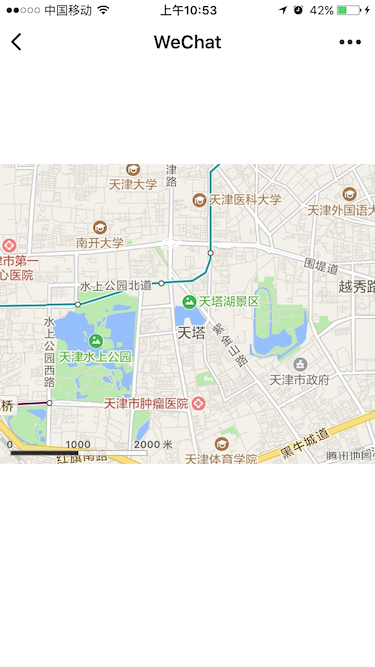 中国移动
上午10:53
42%
WeChat
天津大学
津
路
天津医科大学
天津外国语大
南开大学
津市第一
心医院
围堤道
水上公园北道
越秀路
天塔湖景区
水上公园西路
天塔
紫金山路
天津水上公园
天津市政府
桥
天津市肿瘤医院
0 1000 2000 米
红旗南路
天津体育学院
黑牛城道
腾讯地图